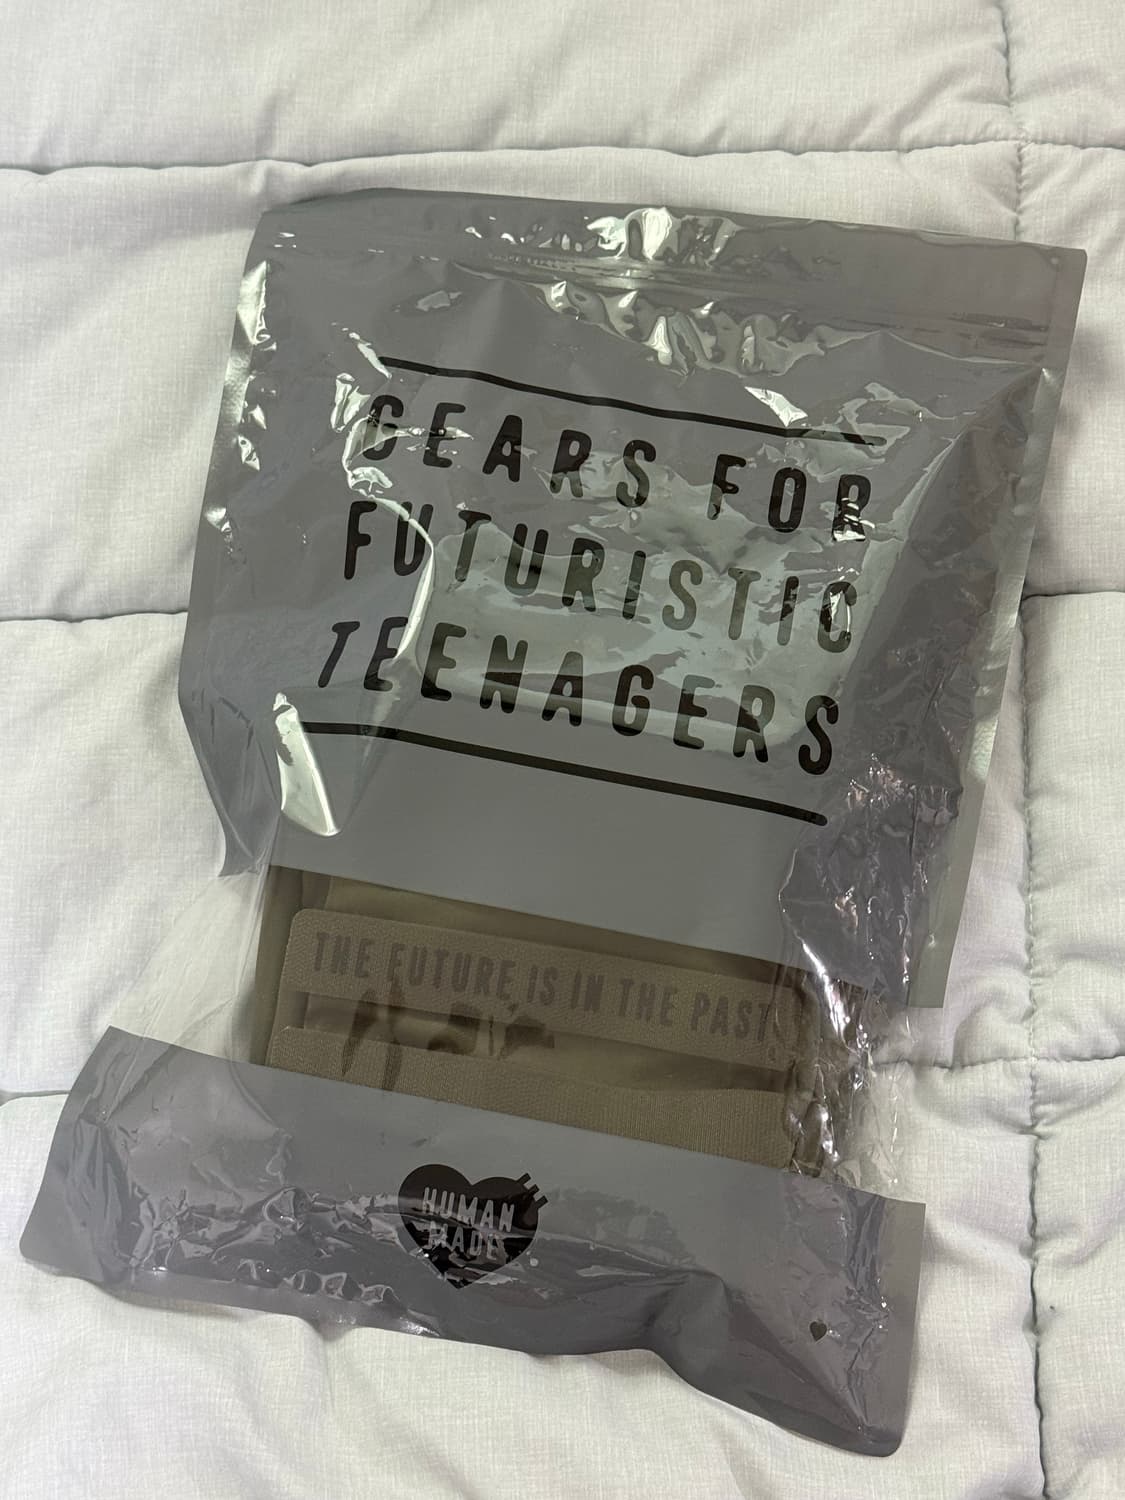 GEARS FOR
FUTURISTIC
TEENAGERS
THE FUTURE IS IN THE PAST
HUMAN
MADE